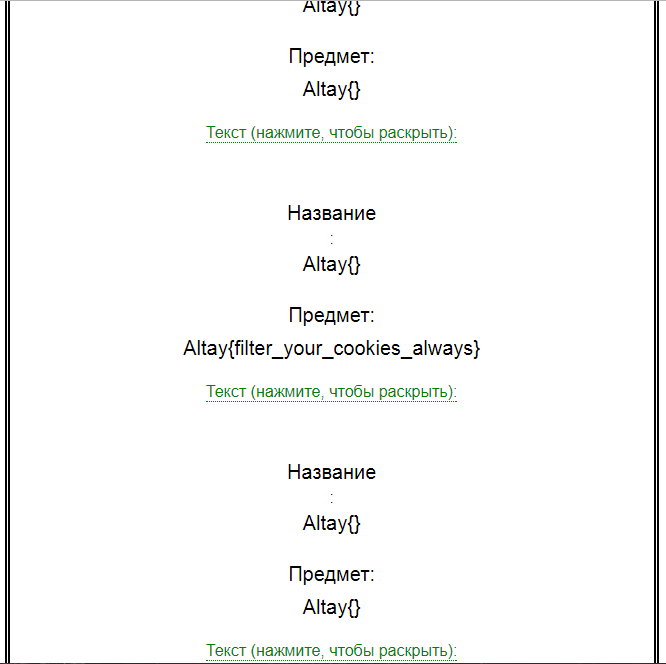 Altay{}
Предмет:
Altay{}
Текст (нажмите, чтобы раскрыть):
Название
:
Altay{}
Предмет:
Altay{filter_your_cookies_always}
Текст (нажмите, чтобы раскрыть):
Название
:
Altay{}
Предмет:
Altay{}
Текст (нажмите, чтобы раскрыть):